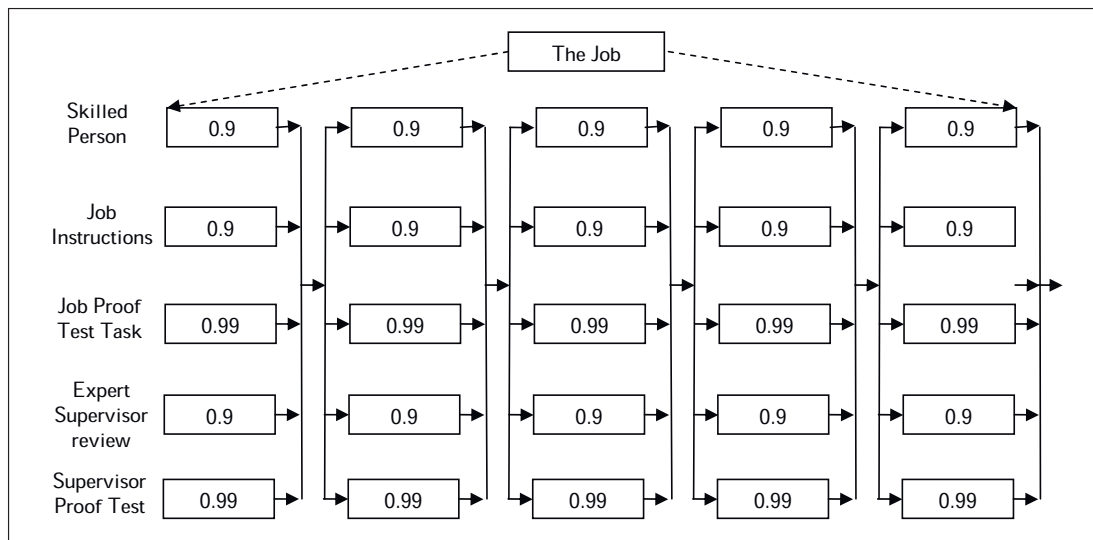 The Job
Skilled
Person
0.9 0.9 0.9 0.9 0.9
Job
Instructions
0.9 0.9 0.9 0.9 0.9
Job Proof
Test Task
0.99 0.99 0.99 0.99 0.99
Expert
Supervisor
review
0.9 0.9 0.9 0.9 0.9
Supervisor
Proof Test
0.99 0.99 0.99 0.99 0.99